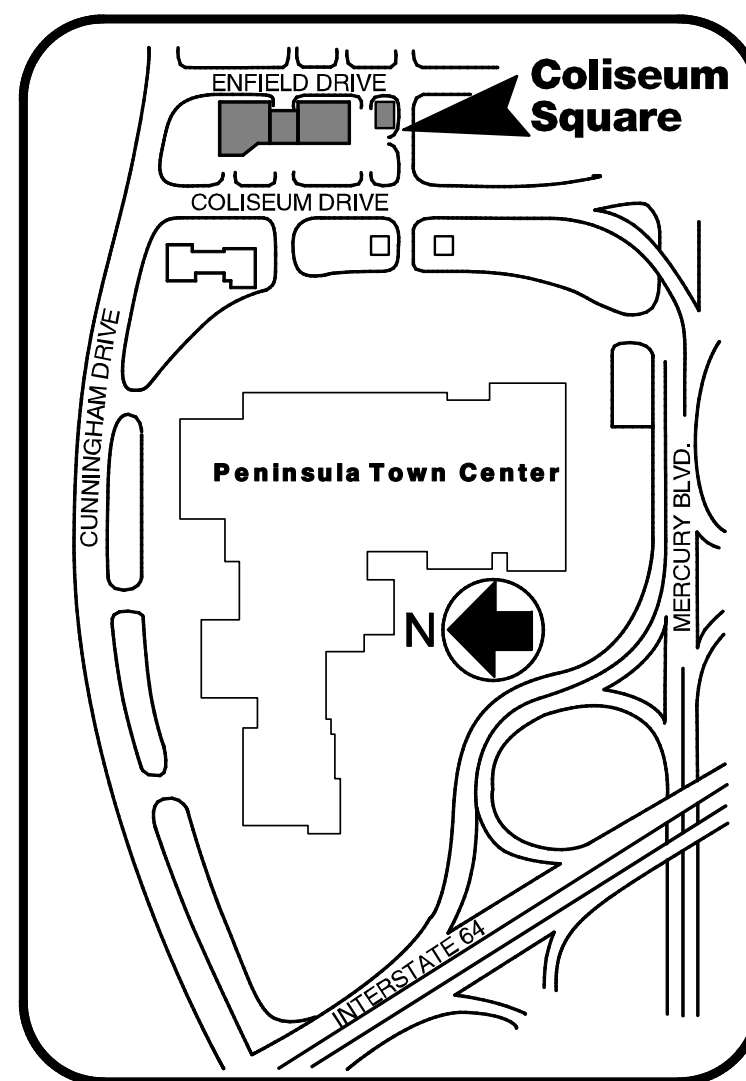 Coliseum
Square
ENFIELD DRIVE
COLISEUM DRIVE
CUNNINGHAM DRIVE
Peninsula Town Center
MERCURY BLVD.
N
INTERSTATE 64